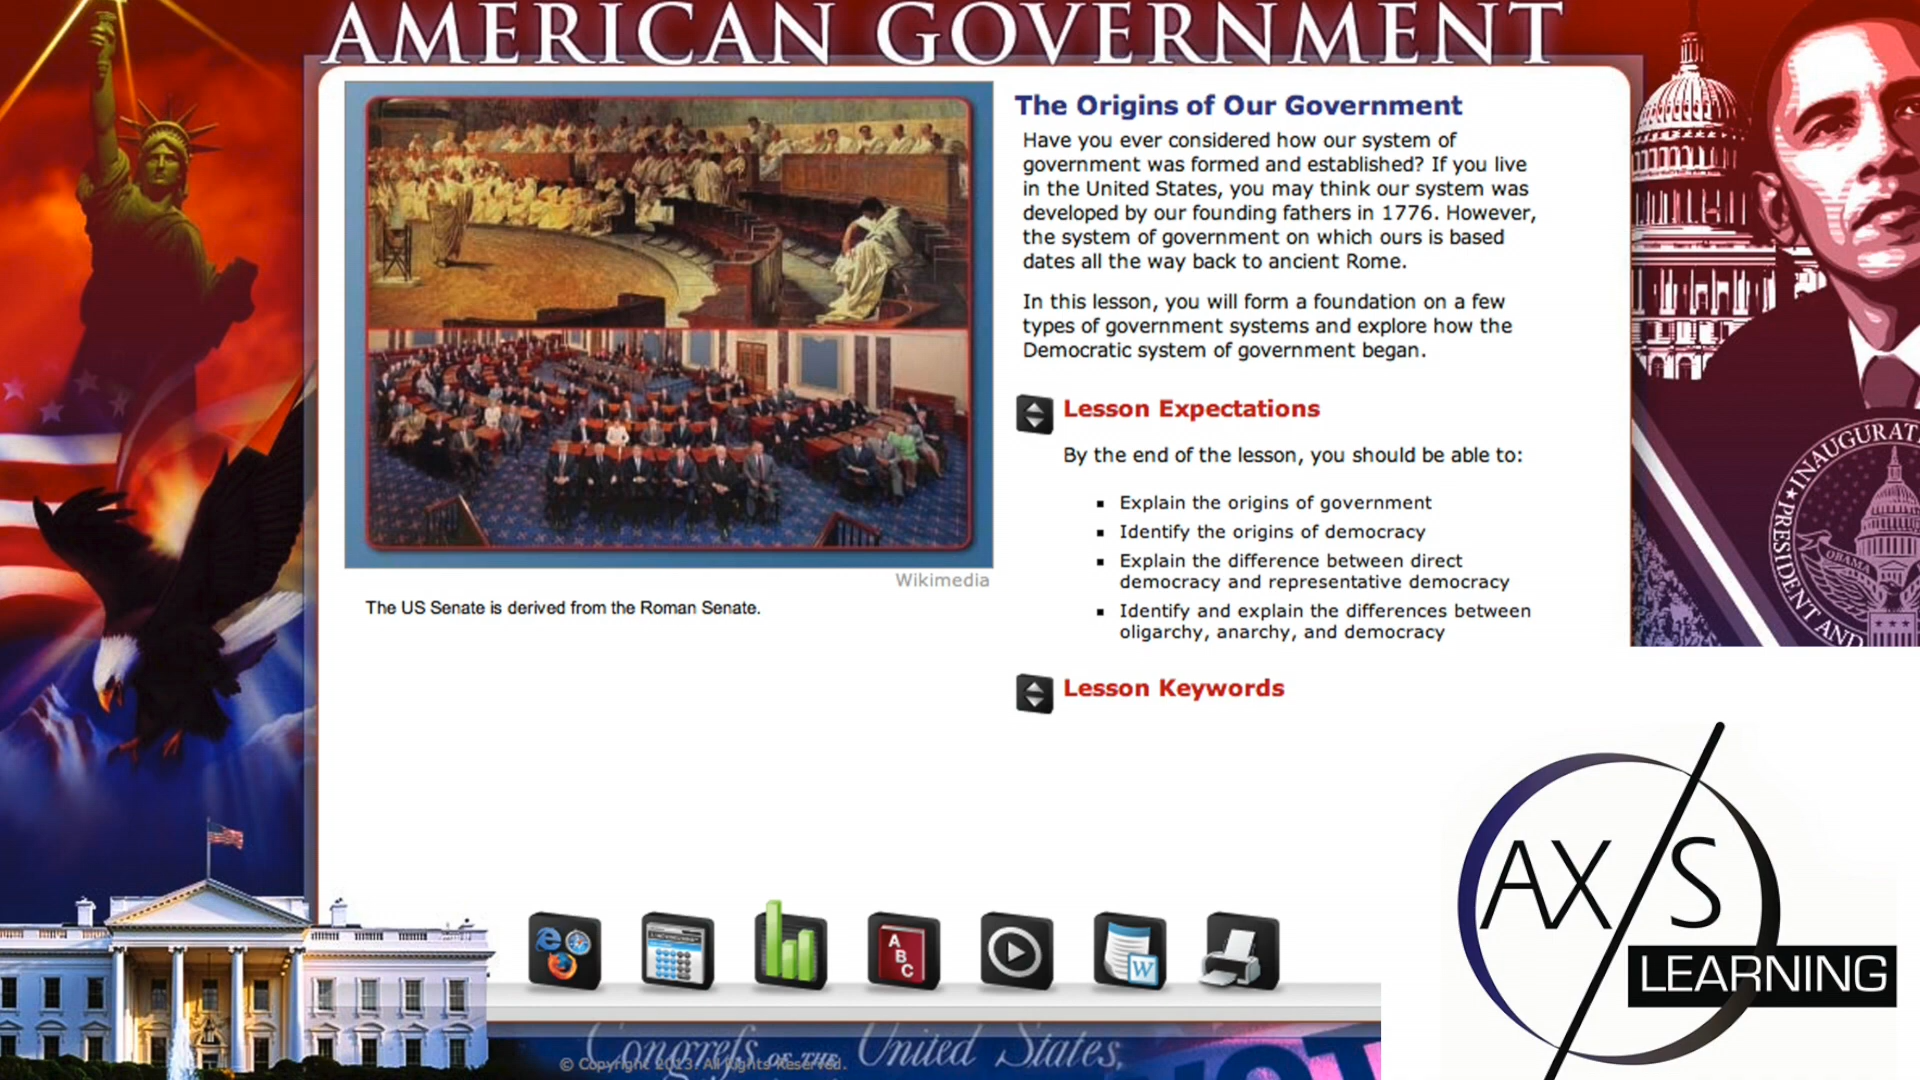 AMERICAN GOVERNMENT
The Origins of Our Government
Have you ever considered how our system of
government was formed and established? If you live
in the United States, you may think our system was
developed by our founding fathers in 1776. However,
the system of government on which ours is based
dates all the way back to ancient Rome.
In this lesson, you will form a foundation on a few
types of government systems and explore how the
Democratic system of government began.
Lesson Expectations
By the end of the lesson, you should be able to:
▪ Explain the origins of government
▪ Identify the origins of democracy
▪ Explain the difference between direct
democracy and representative democracy
▪ Identify and explain the differences between
oligarchy, anarchy, and democracy
Lesson Keywords
Wikimedia
The US Senate is derived from the Roman Senate.
PRESIDENT AND
INAUGURAT
OBAMA
A
B
C
W
AXIS
LEARNING
Congrefs OF THE United States,
© Copyright 2013. All Rights Reserved.